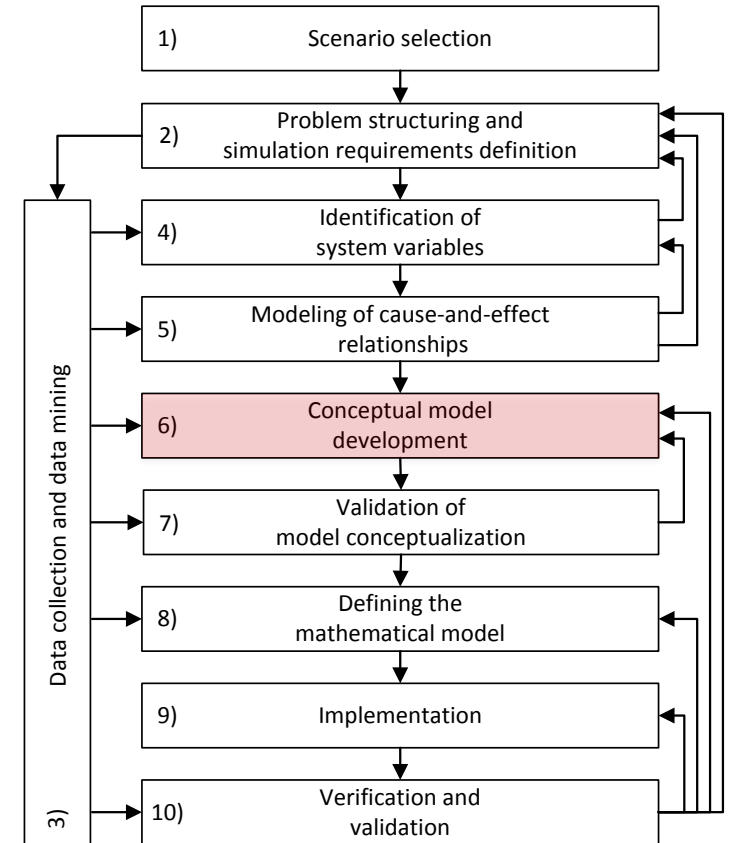 1) Scenario selection
2) Problem structuring and
simulation requirements definition
3) Data collection and data mining
4) Identification of
system variables
5) Modeling of cause-and-effect
relationships
6) Conceptual model
development
7) Validation of
model conceptualization
8) Defining the
mathematical model
9) Implementation
10) Verification and
validation